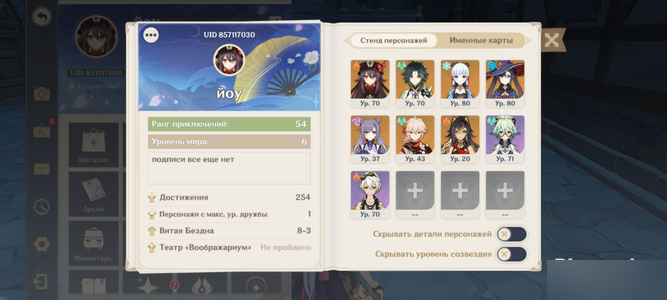 UID 857117030
йоу
Ранг приключений: 54
Уровень мира: 6
подписи все еще нет
Достижения 254
Персонажи с макс. ур. дружбы 1
Витая Бездна 8-3
Театр «Воображариум» Не пройдено
Стенд персонажей Именные карты
Ур. 70 Ур. 70 Ур. 80 Ур. 80
Ур. 37 Ур. 43 Ур. 20 Ур. 71
Ур. 70 -- -- --
Скрывать детали персонажей
Скрывать уровень созвездия
UID 857117030
Магазин
Архив
Инвентарь